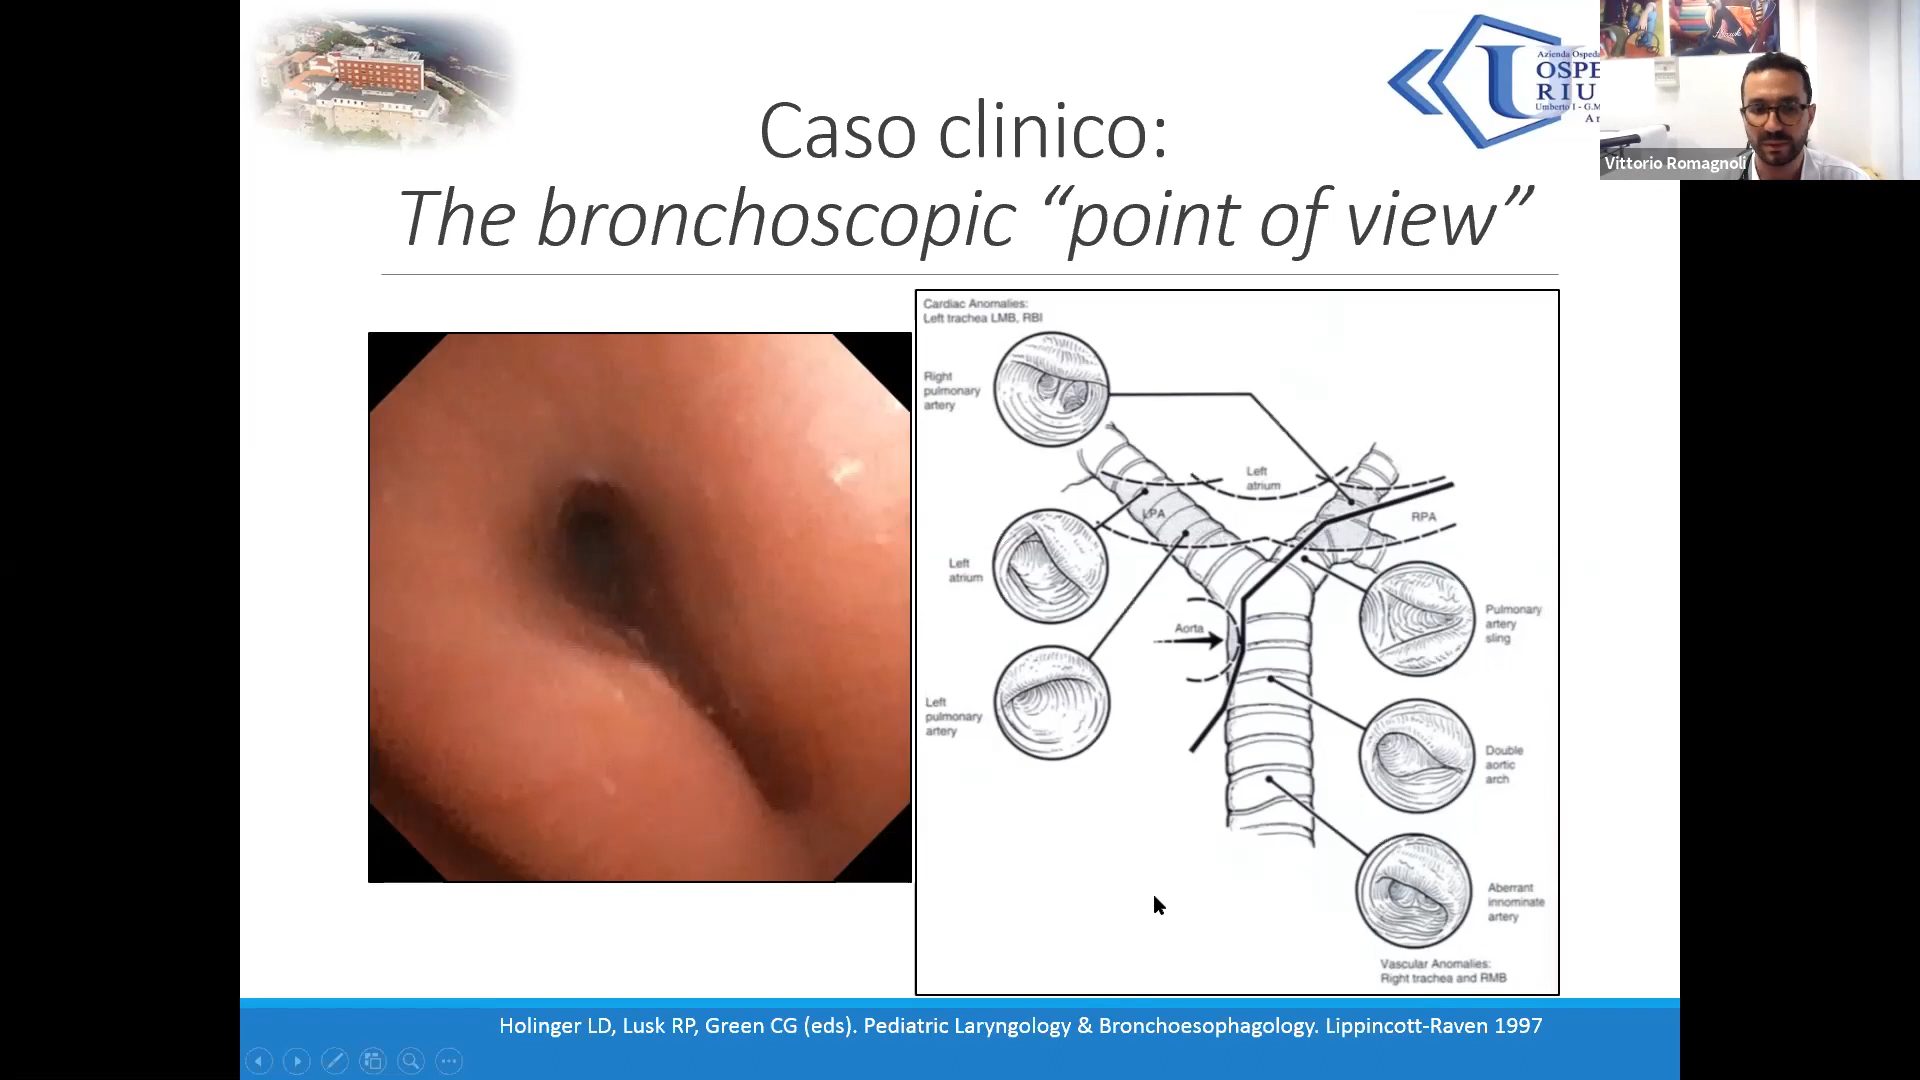 Caso clinico:
The bronchoscopic “point of view”
Azienda
OSPE
RIU
Umberto I - G.M
Vittorio Romagnoli
Cardiac Anomalies:
Left trachea LMB, RBI
Right
pulmonary
artery
Left
atrium
LPA
RPA
Left
atrium
Aorta
Pulmonary
artery
sling
Left
pulmonary
artery
Double
aortic
arch
Aberrant
innominate
artery
Vascular Anomalies:
Right trachea and RMB
Holinger LD, Lusk RP, Green CG (eds). Pediatric Laryngology & Bronchoesophagology. Lippincott-Raven 1997